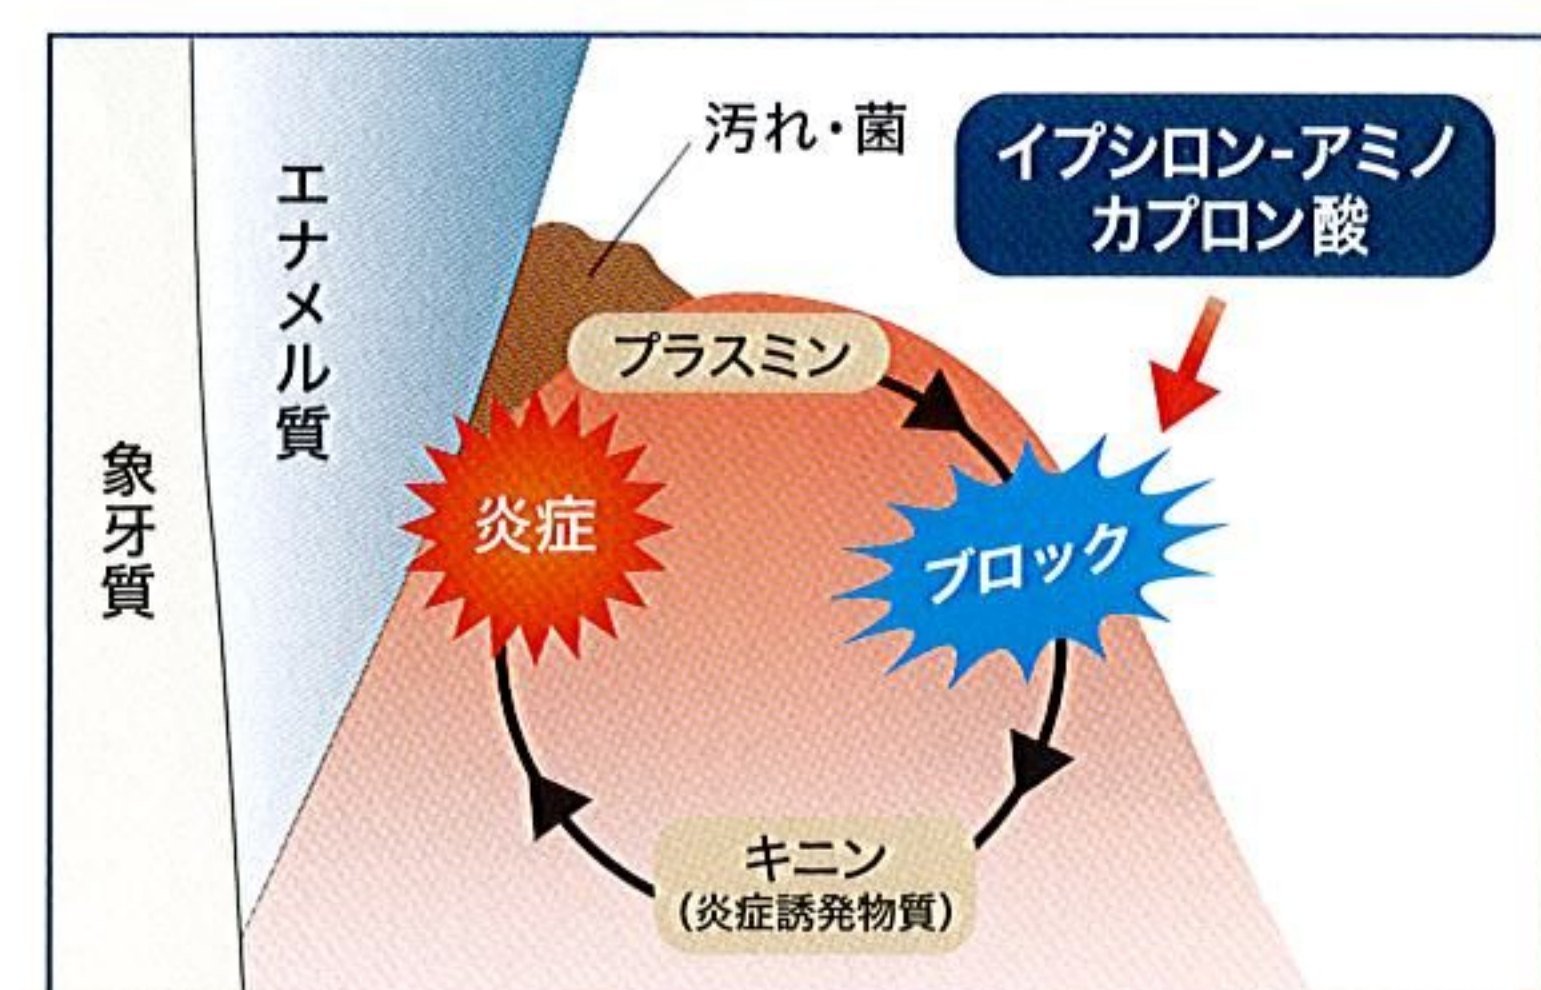 汚れ・菌
イプシロン-アミノ
カプロン酸
エナメル質
プラスミン
象牙質
炎症
ブロック
キニン
(炎症誘発物質)